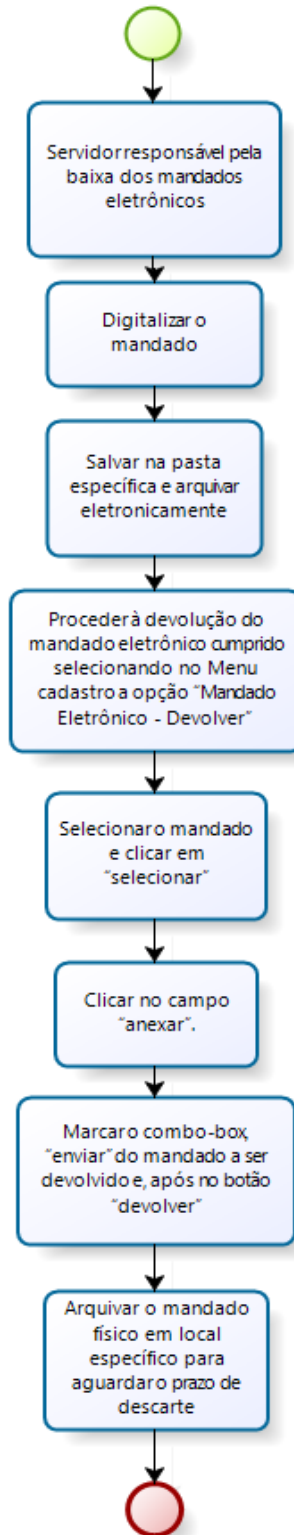 Servidor responsável pela
baixa dos mandados
eletrônicos
Digitalizar o
mandado
Salvar na pasta
específica e arquivar
eletronicamente
Proceder à devolução do
mandado eletrônico cumprido
selecionando no Menu
cadastro a opção “Mandado
Eletrônico - Devolver”
Selecionar o mandado
e clicar em
“selecionar”
Clicar no campo
“anexar”.
Marcar o combo-box,
“enviar” do mandado a ser
devolvido e, após no botão
“devolver”
Arquivar o mandado
físico em local
específico para
aguardar o prazo de
descarte